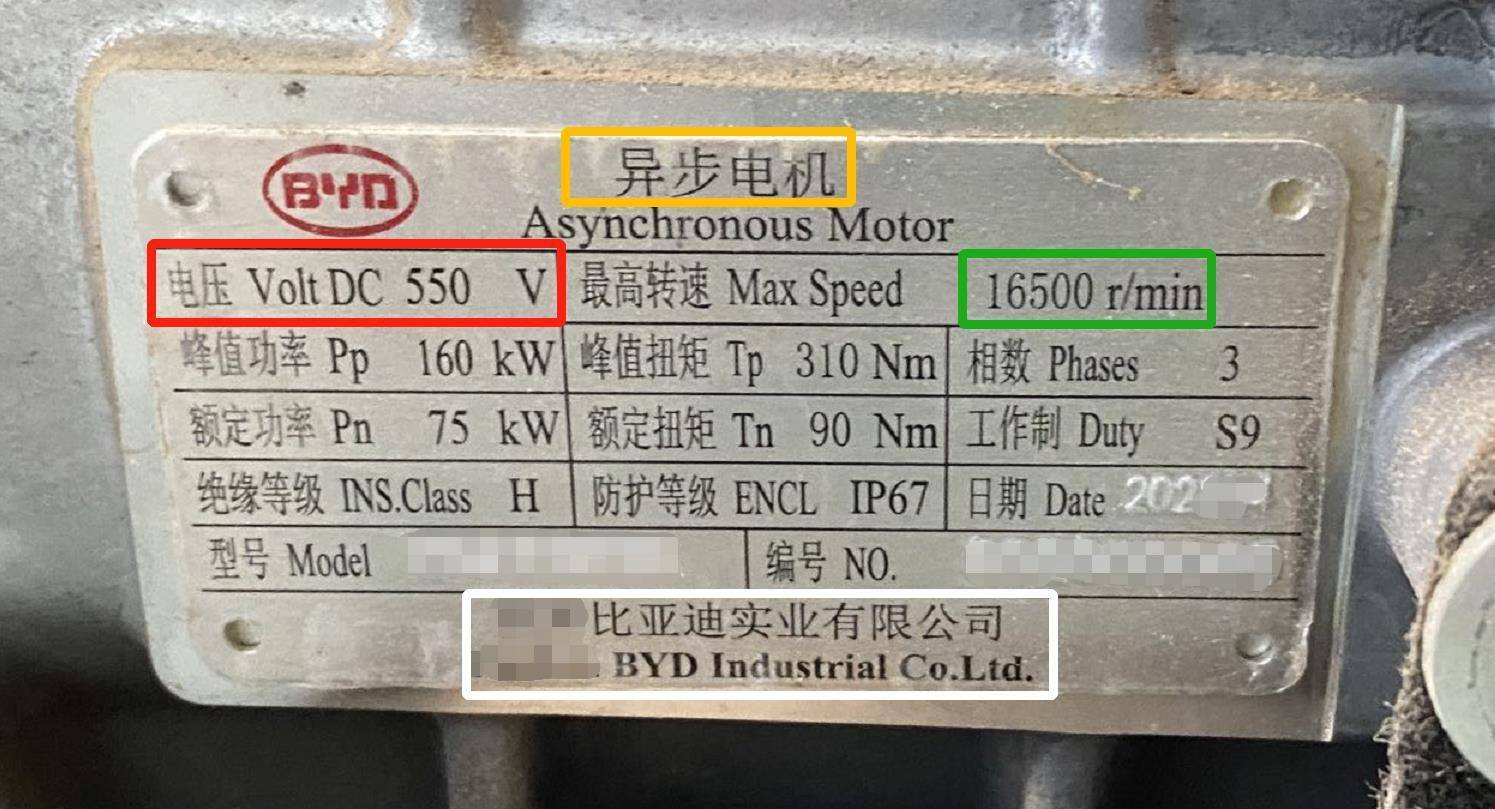 BYD
异步电机
Asynchronous Motor
电压 Volt DC 550 V 最高转速 Max Speed 16500 r/min
峰值功率 Pp 160 kW 峰值扭矩 Tp 310 Nm 相数 Phases 3
额定功率 Pn 75 kW 额定扭矩 Tn 90 Nm 工作制 Duty S9
绝缘等级 INS.Class H 防护等级 ENCL IP67 日期 Date
型号 Model 编号 NO.
比亚迪实业有限公司
BYD Industrial Co.Ltd.